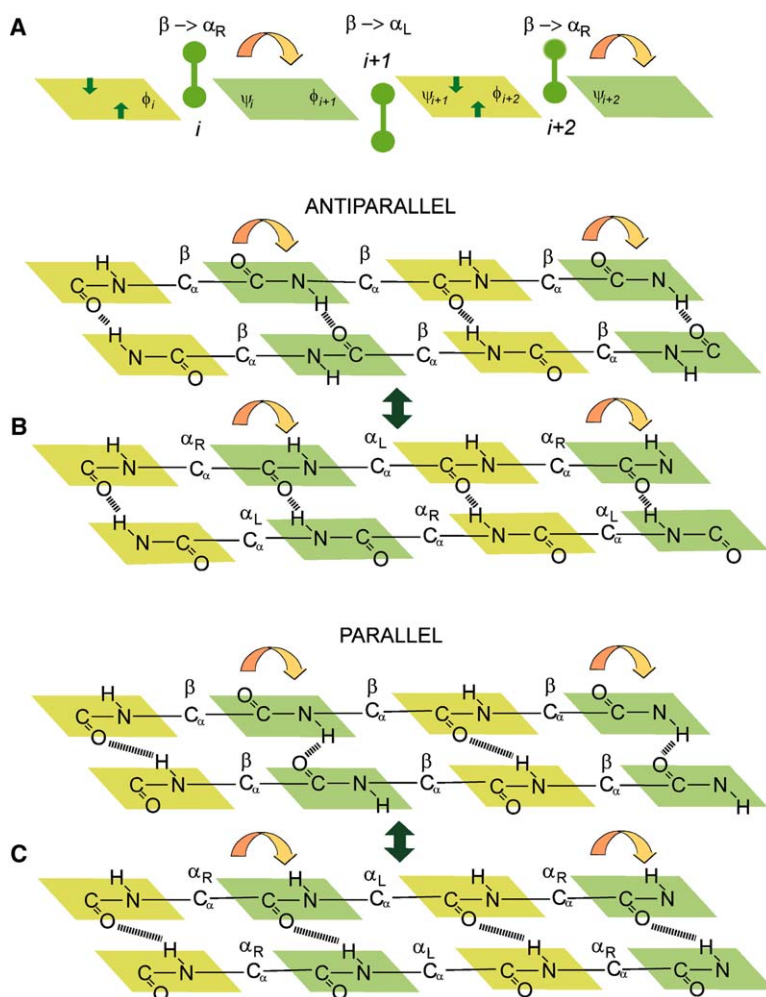 A β –> αR β –> αL β –> αR
i+1
ϕi ψi ϕi+1 ψi+1 ϕi+2 ψi+2
i i+2
ANTIPARALLEL
H β O β H β O
C N Cα C N Cα C N Cα C N
O H O H
H β O H β O
N C Cα N C Cα N C Cα N C
O H O H
B
H αR H αL H αR H
C N Cα C N Cα C N Cα C N
O O O O
H αL H αR H αL H
N C Cα N C Cα N C Cα N C
O O O O
PARALLEL
H β O β H β O
C N Cα C N Cα C N Cα C N
O H O H
H β O β H β O
C N Cα C N Cα C N Cα C N
O H O H
C
H αR H αL H αR H
C N Cα C N Cα C N Cα C N
O O O O
H αR H αL H αR H
C N Cα C N Cα C N Cα C N
O O O O